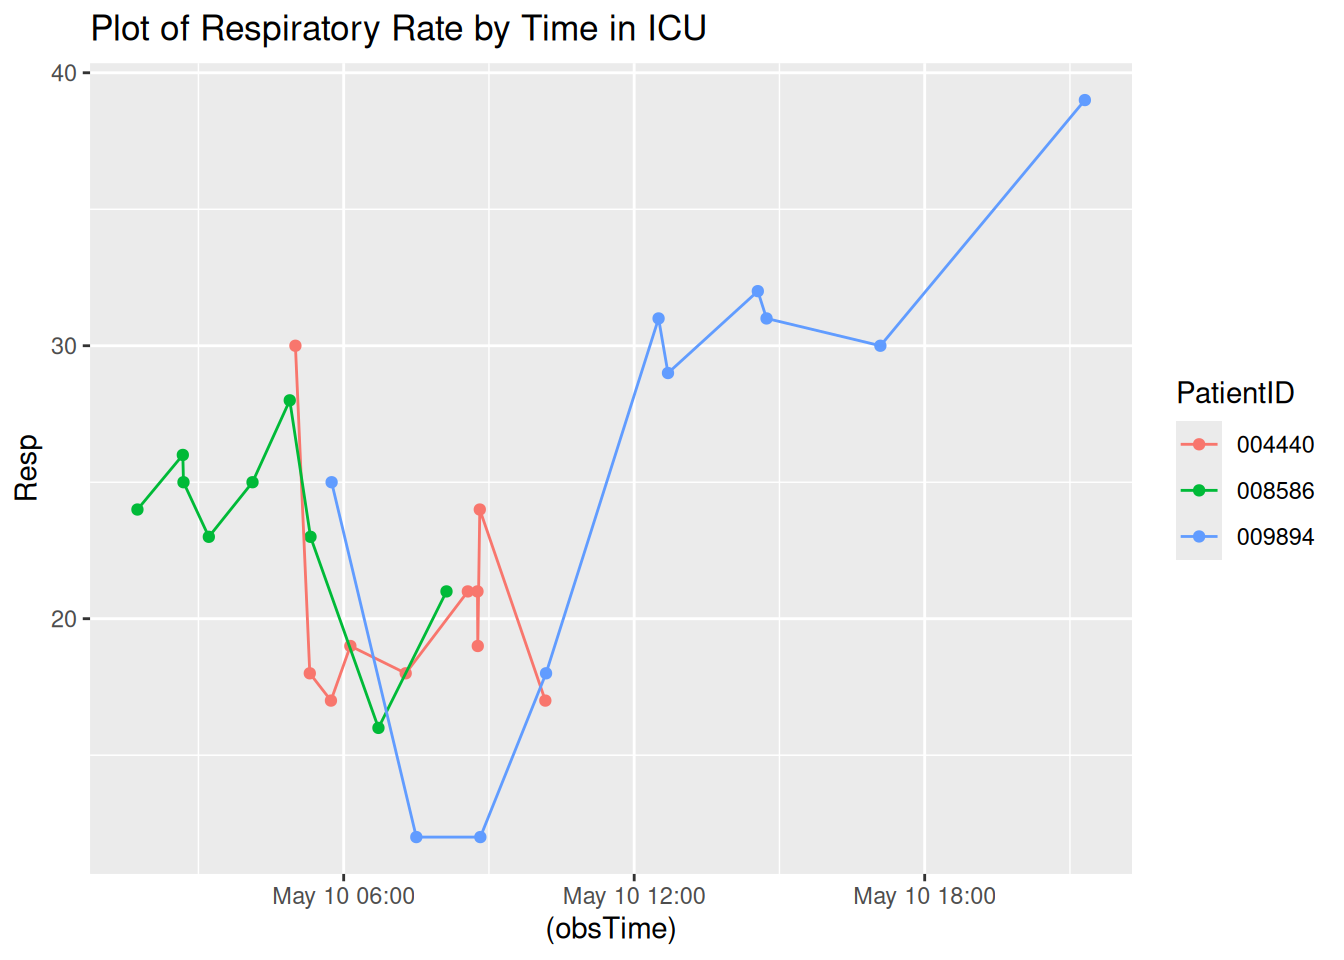 Plot of Respiratory Rate by Time in ICU
40
30
20
Resp
May 10 06:00
May 10 12:00
May 10 18:00
(obsTime)
PatientID
004440
008586
009894